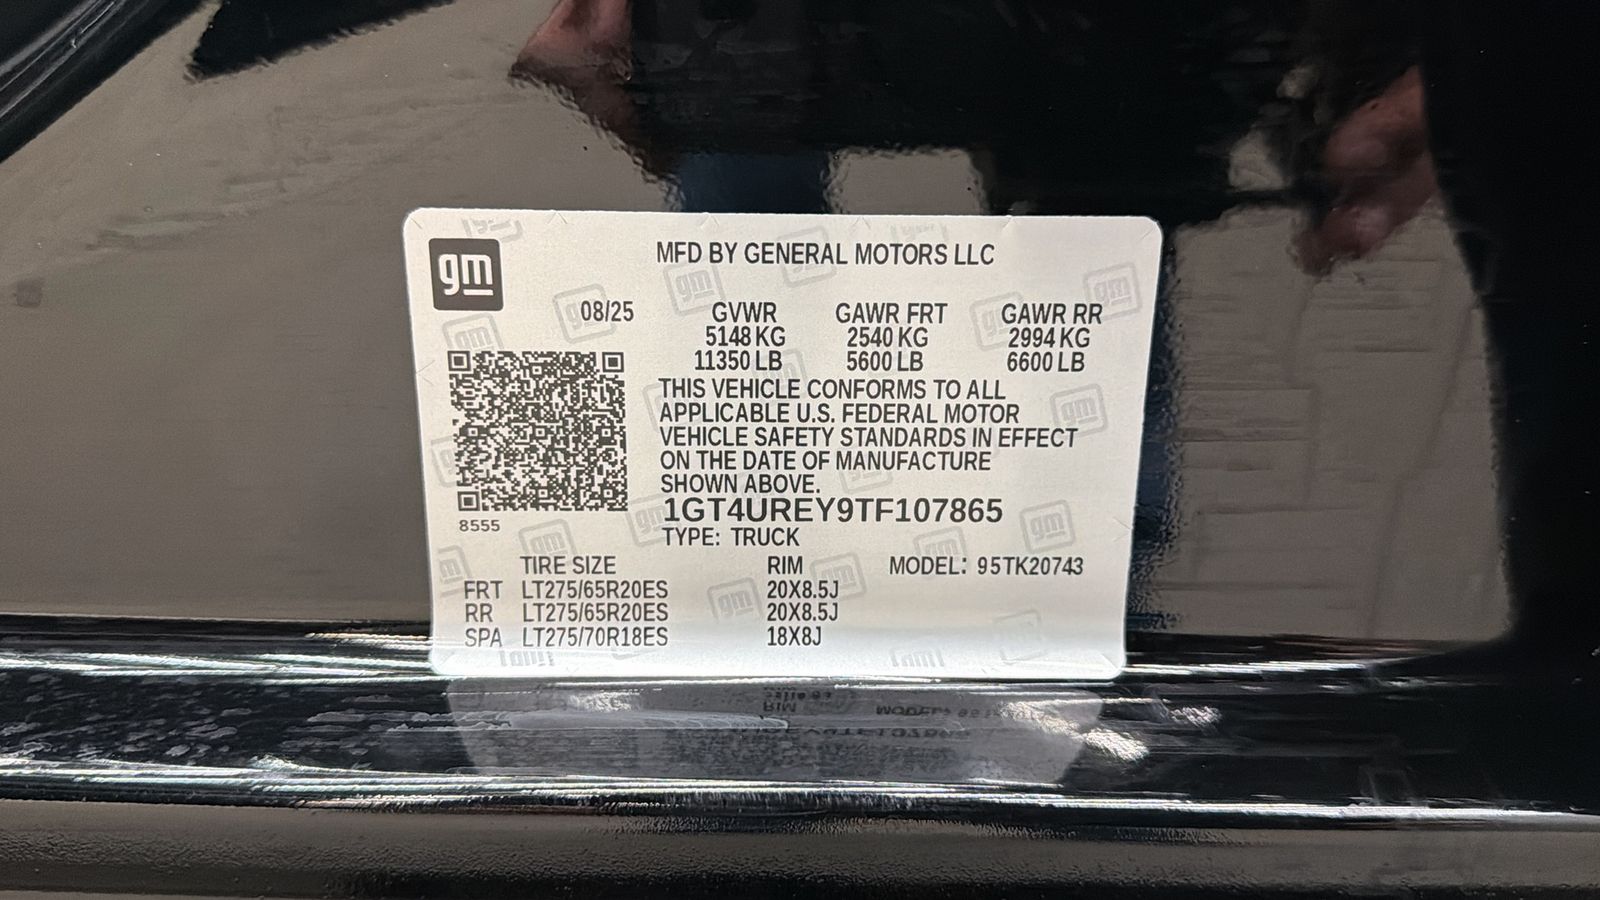 gm
MFD BY GENERAL MOTORS LLC
08/25 GVWR GAWR FRT GAWR RR
5148 KG 2540 KG 2994 KG
11350 LB 5600 LB 6600 LB
THIS VEHICLE CONFORMS TO ALL
APPLICABLE U.S. FEDERAL MOTOR
VEHICLE SAFETY STANDARDS IN EFFECT
ON THE DATE OF MANUFACTURE
SHOWN ABOVE.
1GT4UREY9TF107865
8555
TYPE: TRUCK
TIRE SIZE RIM MODEL: 95TK20743
FRT LT275/65R20ES 20X8.5J
RR LT275/65R20ES 20X8.5J
SPA LT275/70R18ES 18X8J